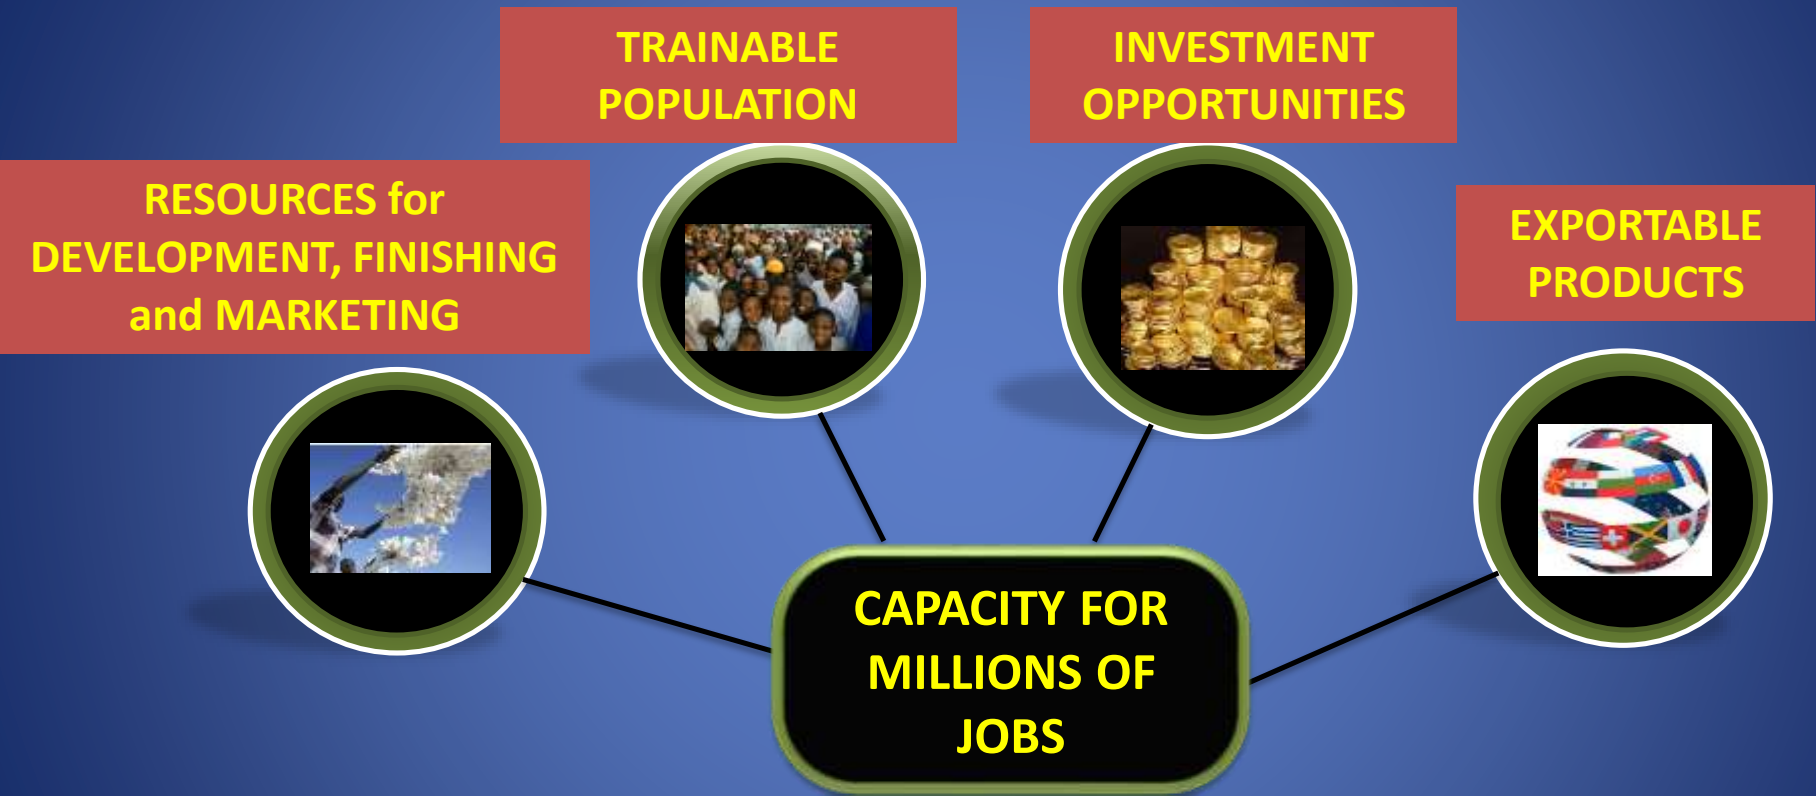 TRAINABLE
POPULATION
INVESTMENT
OPPORTUNITIES
RESOURCES for
DEVELOPMENT, FINISHING
and MARKETING
EXPORTABLE
PRODUCTS
CAPACITY FOR
MILLIONS OF
JOBS